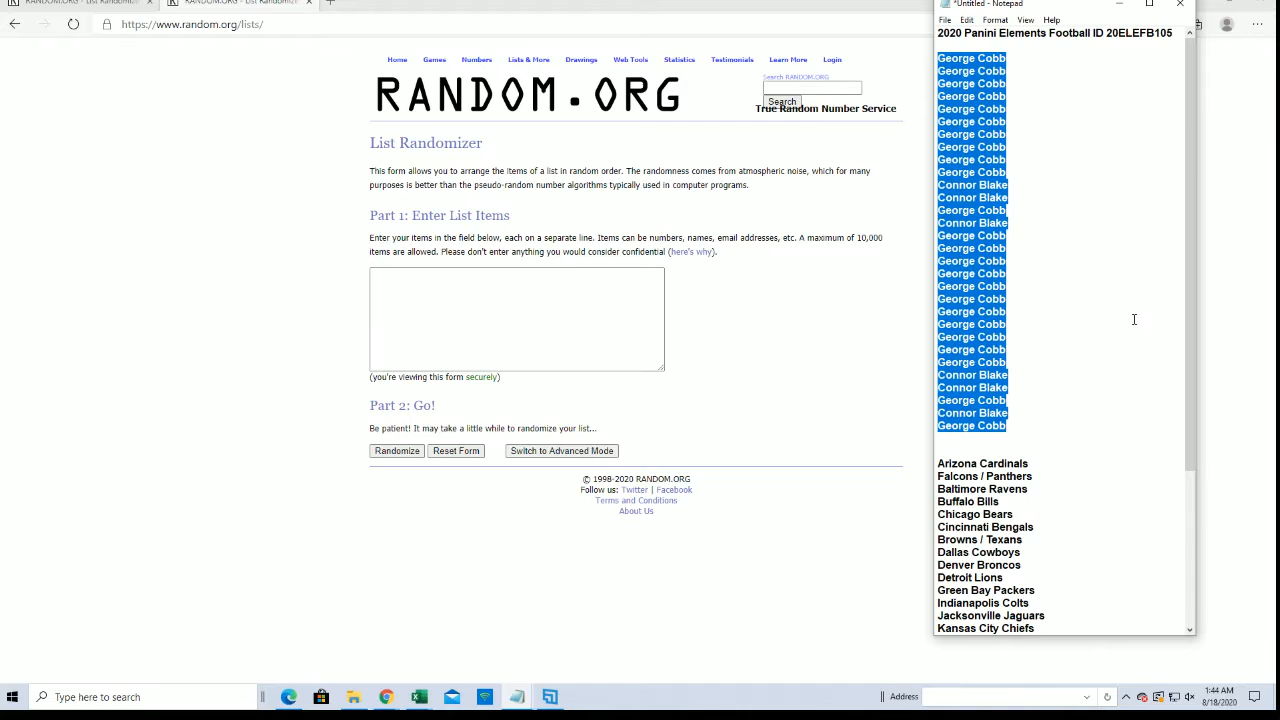 RANDOM.ORG - List Randomiz
RANDOM.ORG - List Randomizer
https://www.random.org/lists/
Home Games Numbers Lists & More Drawings Web Tools Statistics Testimonials Learn More Login
RANDOM.ORG
Search RANDOM.ORG
Search
True Random Number Service
List Randomizer
This form allows you to arrange the items of a list in random order. The randomness comes from atmospheric noise, which for many
purposes is better than the pseudo-random number algorithms typically used in computer programs.
Part 1: Enter List Items
Enter your items in the field below, each on a separate line. Items can be numbers, names, email addresses, etc. A maximum of 10,000
items are allowed. Please don't enter anything you would consider confidential (here's why).
(you're viewing this form securely)
Part 2: Go!
Be patient! It may take a little while to randomize your list...
Randomize Reset Form Switch to Advanced Mode
© 1998-2020 RANDOM.ORG
Follow us: Twitter | Facebook
Terms and Conditions
About Us
*Untitled - Notepad
File Edit Format View Help
2020 Panini Elements Football ID 20ELEFB105
George Cobb
George Cobb
George Cobb
George Cobb
George Cobb
George Cobb
George Cobb
George Cobb
George Cobb
George Cobb
Connor Blake
Connor Blake
George Cobb
Connor Blake
George Cobb
George Cobb
George Cobb
George Cobb
George Cobb
George Cobb
George Cobb
George Cobb
George Cobb
George Cobb
George Cobb
Connor Blake
Connor Blake
George Cobb
Connor Blake
George Cobb
Arizona Cardinals
Falcons / Panthers
Baltimore Ravens
Buffalo Bills
Chicago Bears
Cincinnati Bengals
Browns / Texans
Dallas Cowboys
Denver Broncos
Detroit Lions
Green Bay Packers
Indianapolis Colts
Jacksonville Jaguars
Kansas City Chiefs
Type here to search
Address
1:44 AM
8/18/2020